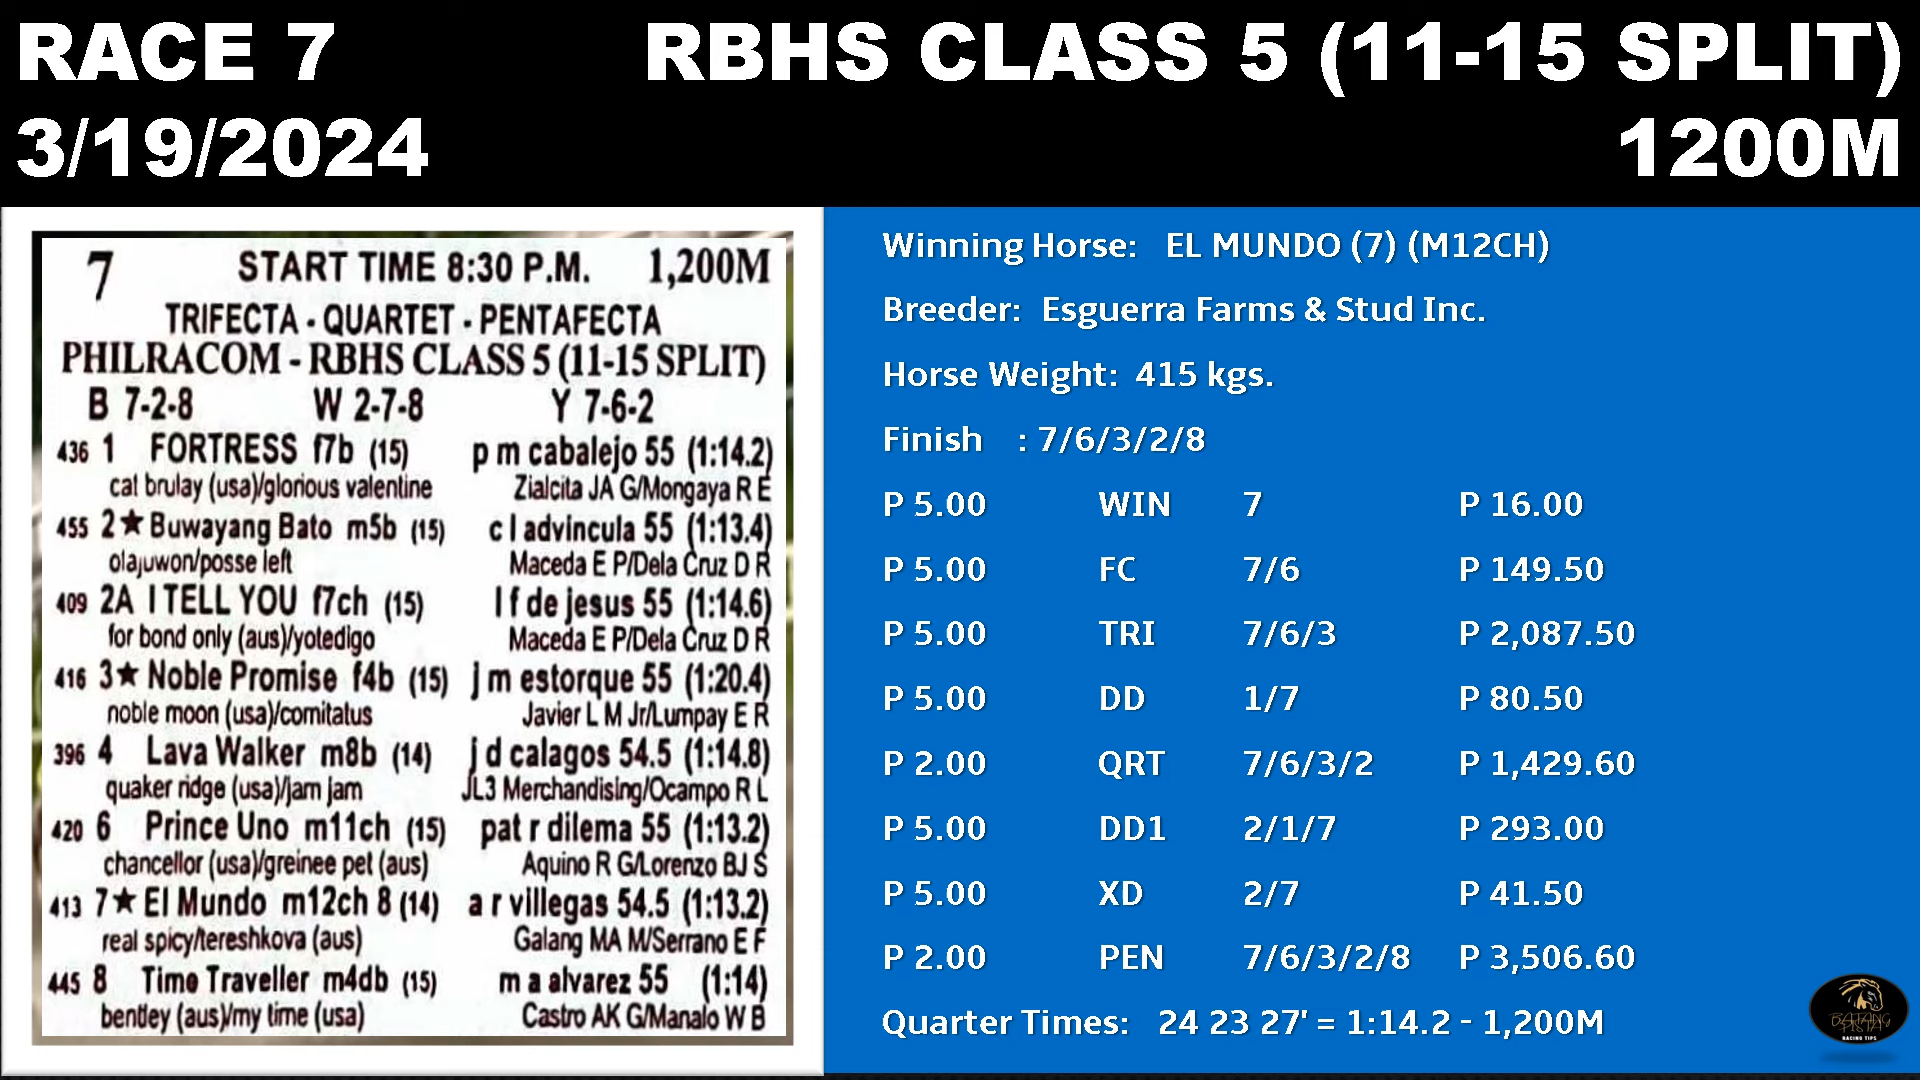 RACE 7 RBHS CLASS 5 (11-15 SPLIT)
3/19/2024 1200M
7 START TIME 8:30 P.M. 1,200M
TRIFECTA - QUARTET - PENTAFECTA
PHILRACOM - RBHS CLASS 5 (11-15 SPLIT)
B 7-2-8 W 2-7-8 Y 7-6-2
436 1 FORTRESS f7b (15) p m cabalejo 55 (1:14.2)
cat brulay (usa)/glorious valentine Zialcita JA G/Mongaya R E
455 2★ Buwayang Bato m5b (15) c l advincula 55 (1:13.4)
olajuwon/posse left Maceda E P/Dela Cruz D R
409 2A I TELL YOU f7ch (15) l f de jesus 55 (1:14.6)
for bond only (aus)/yotedigo Maceda E P/Dela Cruz D R
416 3★ Noble Promise f4b (15) j m estorque 55 (1:20.4)
noble moon (usa)/comitatus Javier L M Jr/Lumpay E R
396 4 Lava Walker m8b (14) j d calagos 54.5 (1:14.8)
quaker ridge (usa)/jam jam JL3 Merchandising/Ocampo R L
420 6 Prince Uno m11ch (15) pat r dilema 55 (1:13.2)
chancellor (usa)/greinee pet (aus) Aquino R G/Lorenzo BJ S
413 7★ El Mundo m12ch 8 (14) a r villegas 54.5 (1:13.2)
real spicy/tereshkova (aus) Galang MA M/Serrano E F
445 8 Time Traveller m4db (15) m a alvarez 55 (1:14)
bentley (aus)/my time (usa) Castro AK G/Manalo W B
Winning Horse: EL MUNDO (7) (M12CH)
Breeder: Esguerra Farms & Stud Inc.
Horse Weight: 415 kgs.
Finish : 7/6/3/2/8
P 5.00 WIN 7 P 16.00
P 5.00 FC 7/6 P 149.50
P 5.00 TRI 7/6/3 P 2,087.50
P 5.00 DD 1/7 P 80.50
P 2.00 QRT 7/6/3/2 P 1,429.60
P 5.00 DD1 2/1/7 P 293.00
P 5.00 XD 2/7 P 41.50
P 2.00 PEN 7/6/3/2/8 P 3,506.60
Quarter Times: 24 23 27' = 1:14.2 - 1,200M
BATANG
PISTA
RACING TIPS